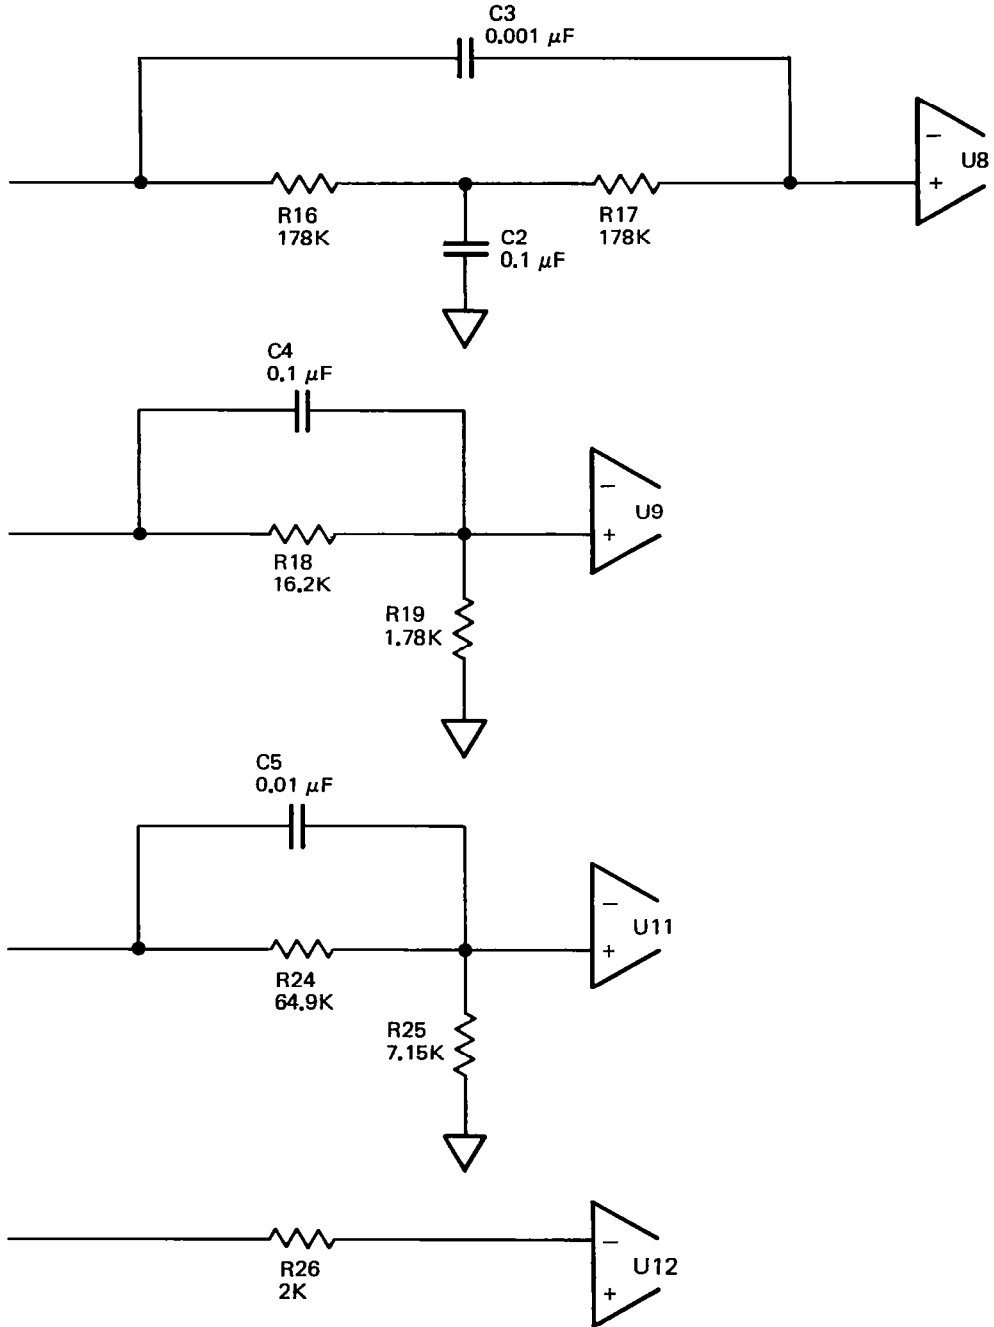 C3
0.001 μF
−
U8
+
R16
178K
R17
178K
C2
0.1 μF
C4
0.1 μF
−
U9
+
R18
16.2K
R19
1.78K
C5
0.01 μF
−
U11
+
R24
64.9K
R25
7.15K
−
U12
+
R26
2K